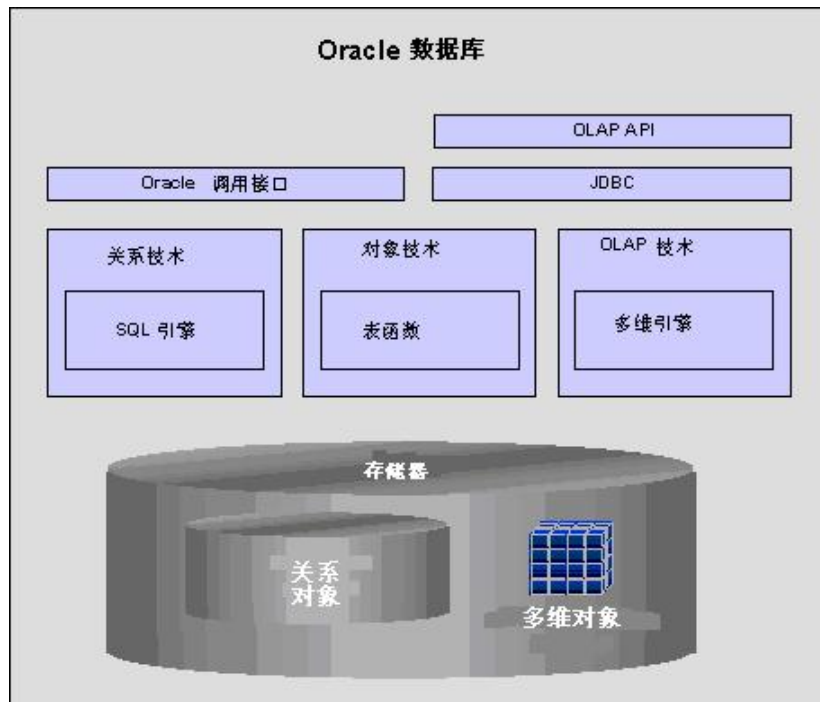 Oracle 数据库
OLAP API
Oracle 调用接口
JDBC
关系技术
对象技术
OLAP 技术
SQL 引擎
表函数
多维引擎
存储器
关系
对象
多维对象